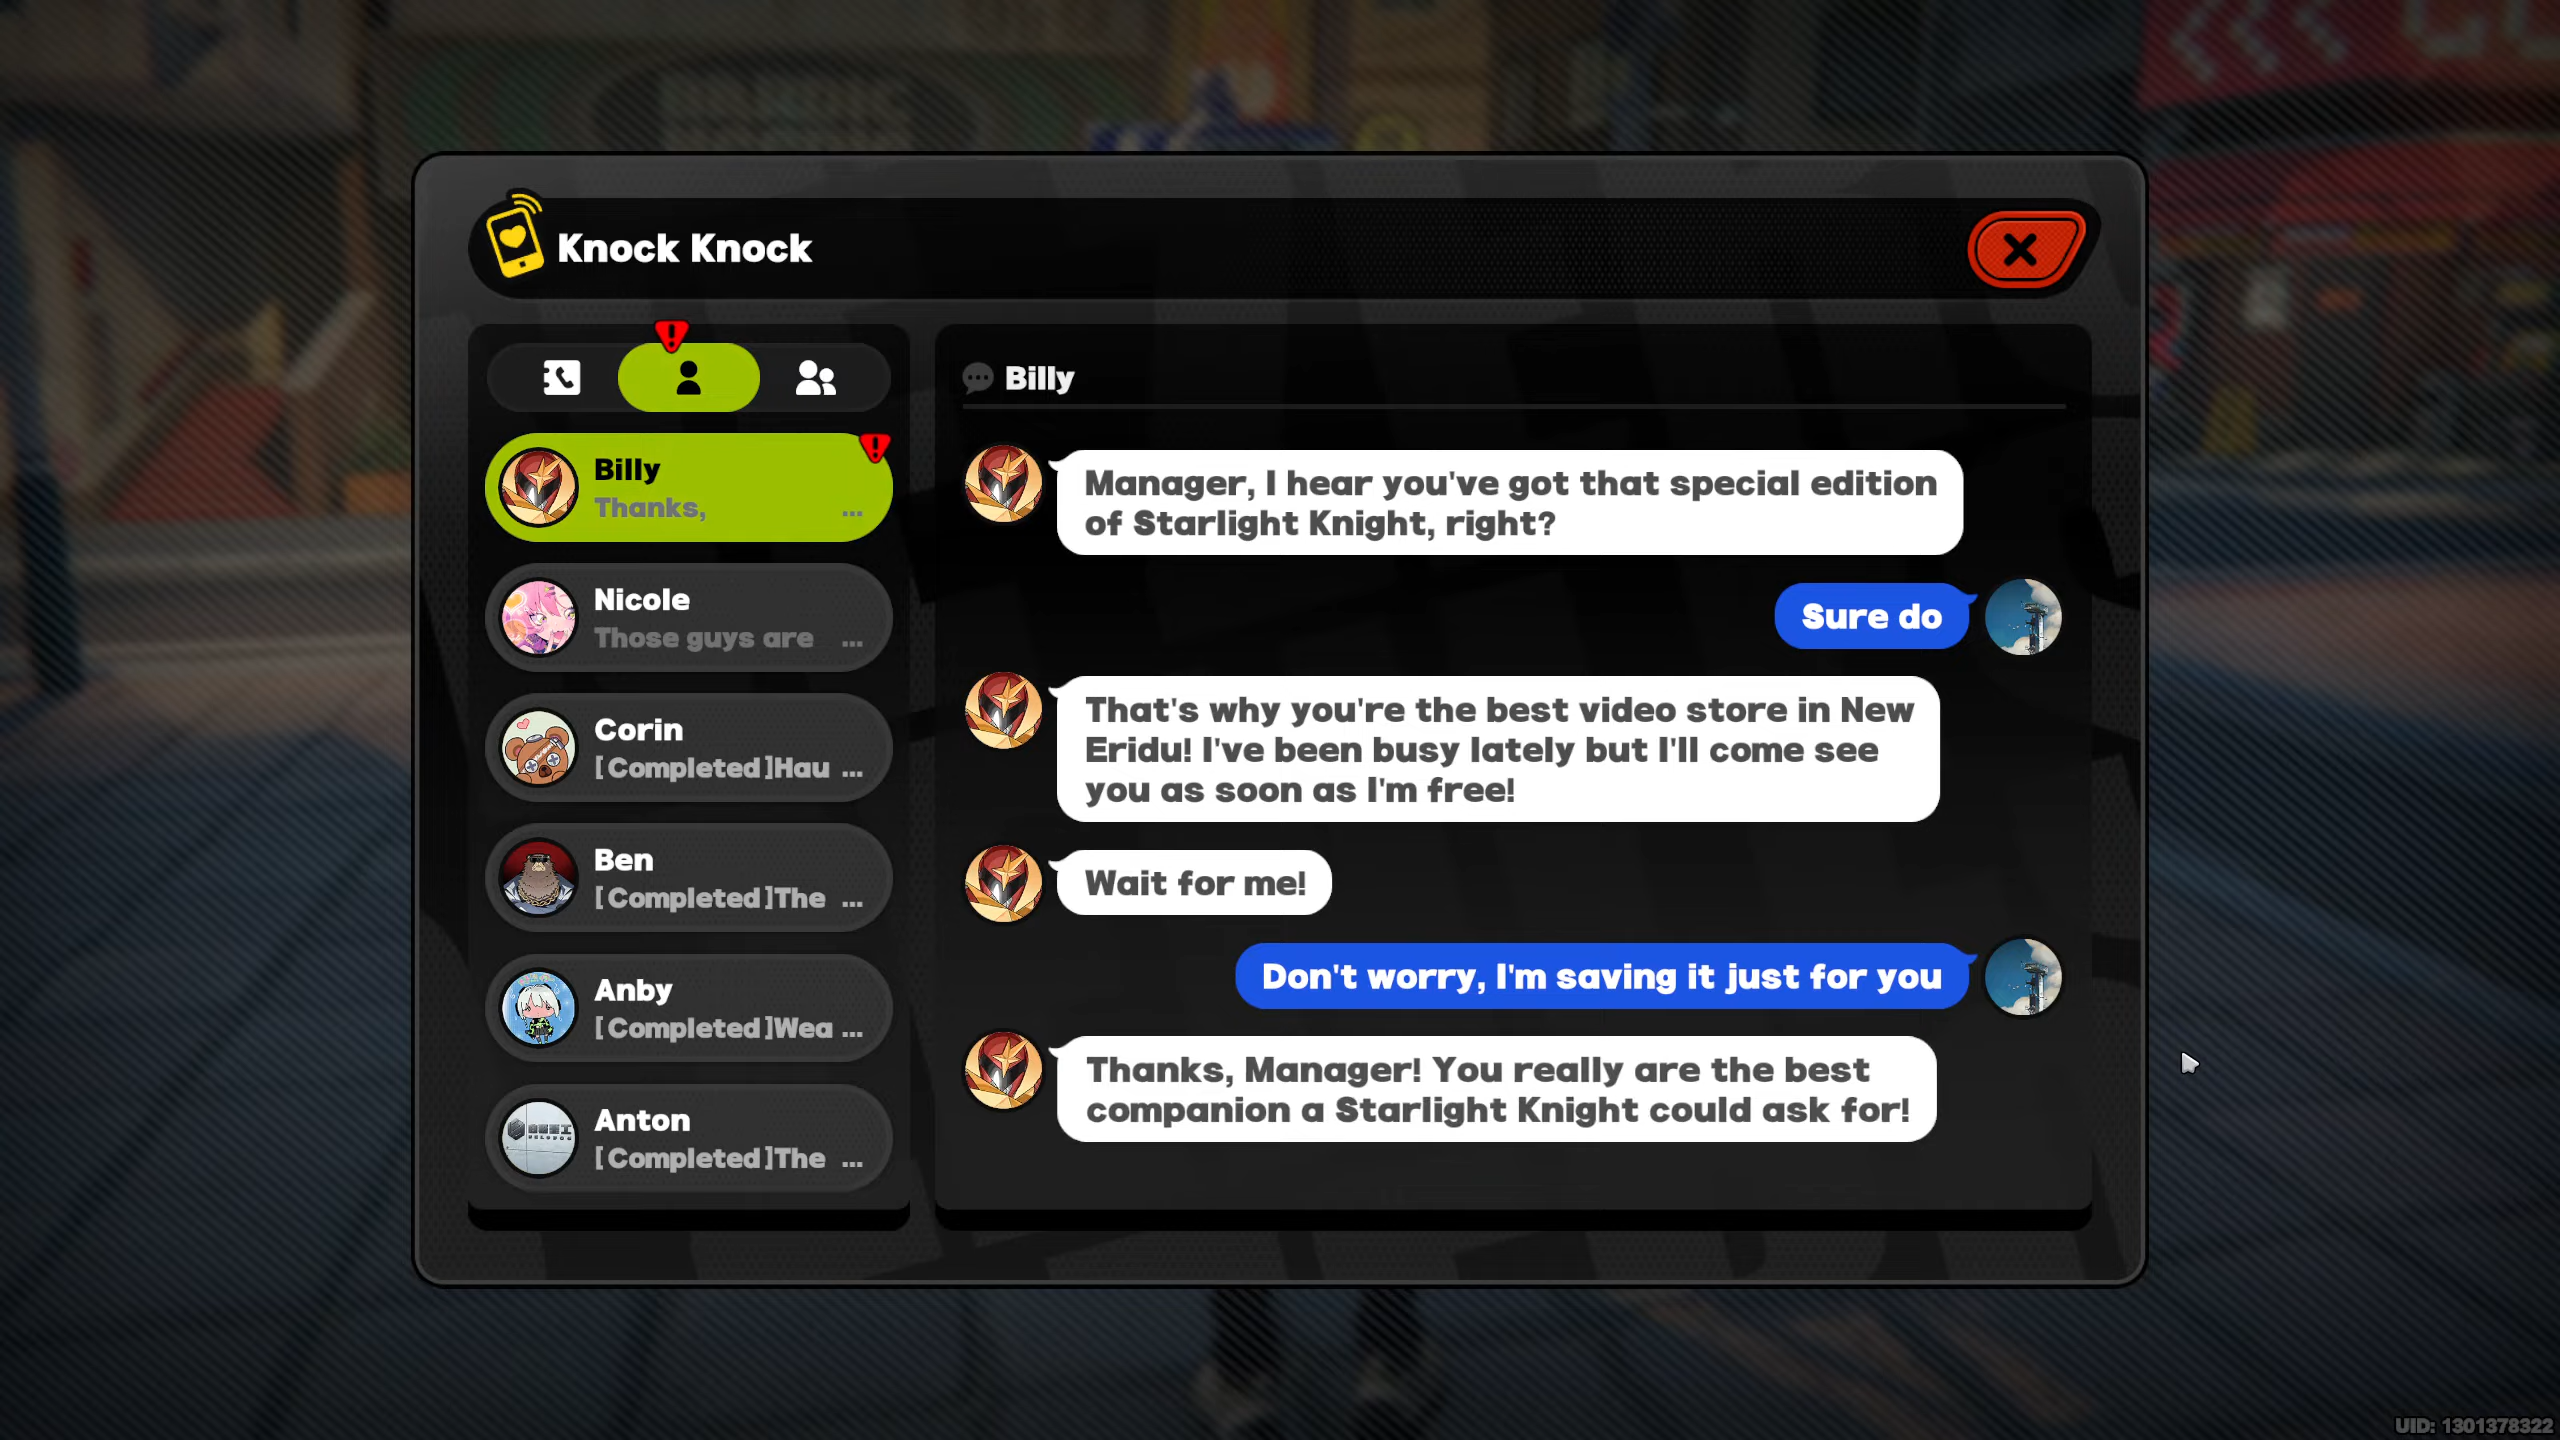 Knock Knock
Billy
Thanks, ...
Nicole
Those guys are ...
Corin
[Completed]Hau ...
Ben
[Completed]The ...
Anby
[Completed]Wea ...
Anton
[Completed]The ...
Billy
Manager, I hear you've got that special edition
of Starlight Knight, right?
Sure do
That's why you're the best video store in New
Eridu! I've been busy lately but I'll come see
you as soon as I'm free!
Wait for me!
Don't worry, I'm saving it just for you
Thanks, Manager! You really are the best
companion a Starlight Knight could ask for!
UID: 1301378322